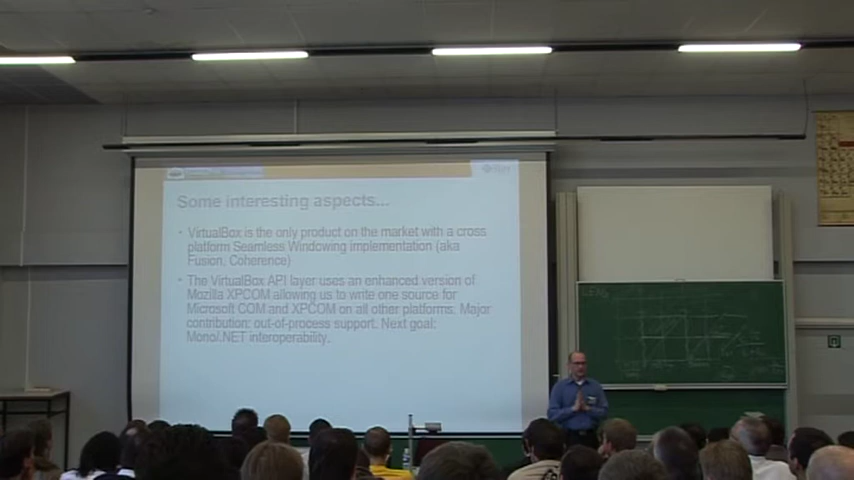 Some interesting aspects...
• VirtualBox is the only product on the market with a cross
platform Seamless Windowing implementation (aka
Fusion, Coherence)
• The VirtualBox API layer uses an enhanced version of
Mozilla XPCOM allowing us to write one source for
Microsoft COM and XPCOM on all other platforms. Major
contribution: out-of-process support. Next goal:
Mono/.NET interoperability.